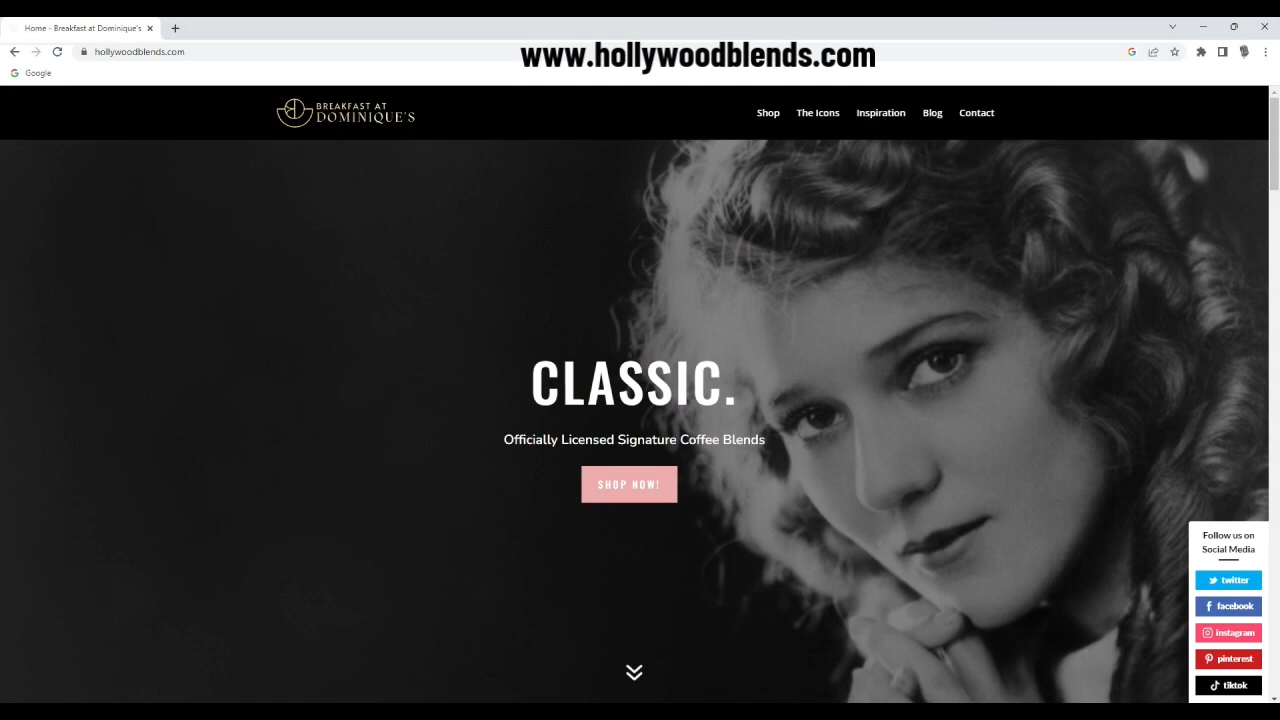 Home - Breakfast at Dominique's
hollywoodblends.com
www.hollywoodblends.com
Google
BREAKFAST AT
DOMINIQUE'S
Shop The Icons Inspiration Blog Contact
CLASSIC.
Officially Licensed Signature Coffee Blends
SHOP NOW!
Follow us on
Social Media
twitter
facebook
instagram
pinterest
tiktok